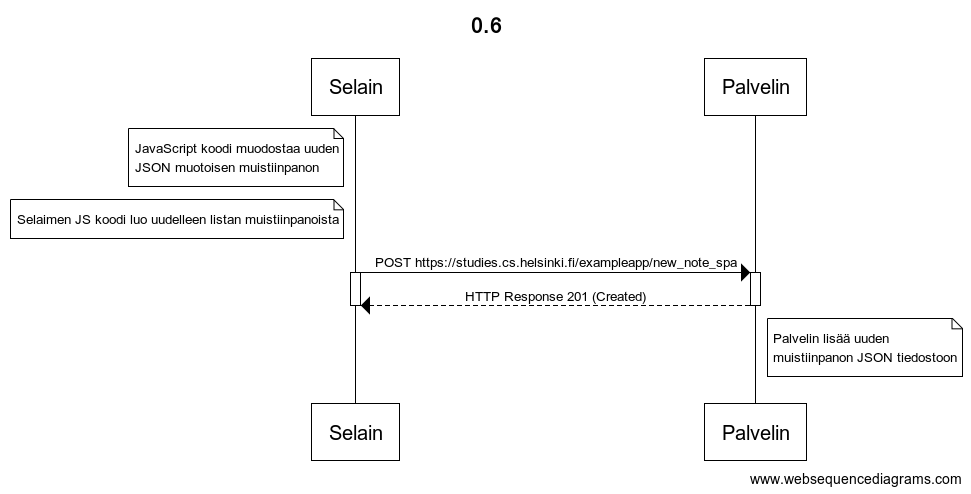 0.6
Selain
Palvelin
JavaScript koodi muodostaa uuden
JSON muotoisen muistiinpanon
Selaimen JS koodi luo uudelleen listan muistiinpanoista
POST https://studies.cs.helsinki.fi/exampleapp/new_note_spa
HTTP Response 201 (Created)
Palvelin lisää uuden
muistiinpanon JSON tiedostoon
Selain
Palvelin
www.websequencediagrams.com